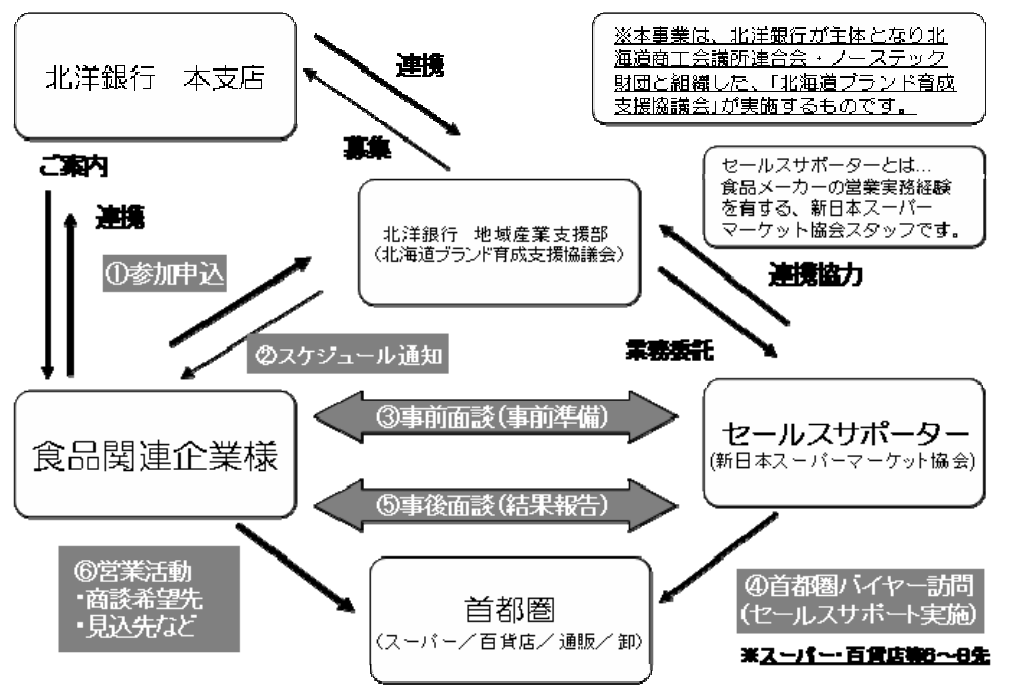 北洋銀行 本支店
連携
※本事業は、北洋銀行が主体となり北
海道商工会議所連合会・ノーステック
財団と組織した、「北海道ブランド育成
支援協議会」が実施するものです。
募集
ご案内
連携
セールスサポーターとは…
食品メーカーの営業実務経験
を有する、新日本スーパー
マーケット協会スタッフです。
北洋銀行 地域産業支援部
(北海道ブランド育成支援協議会)
①参加申込
連携協力
②スケジュール通知
業務委託
食品関連企業様
③事前面談(事前準備)
セールスサポーター
(新日本スーパーマーケット協会)
⑤事後面談(結果報告)
⑥営業活動
・商談希望先
・見込先など
首都圏
(スーパー/百貨店/通販/卸)
④首都圏バイヤー訪問
(セールスサポート実施)
※スーパー・百貨店等6~8先